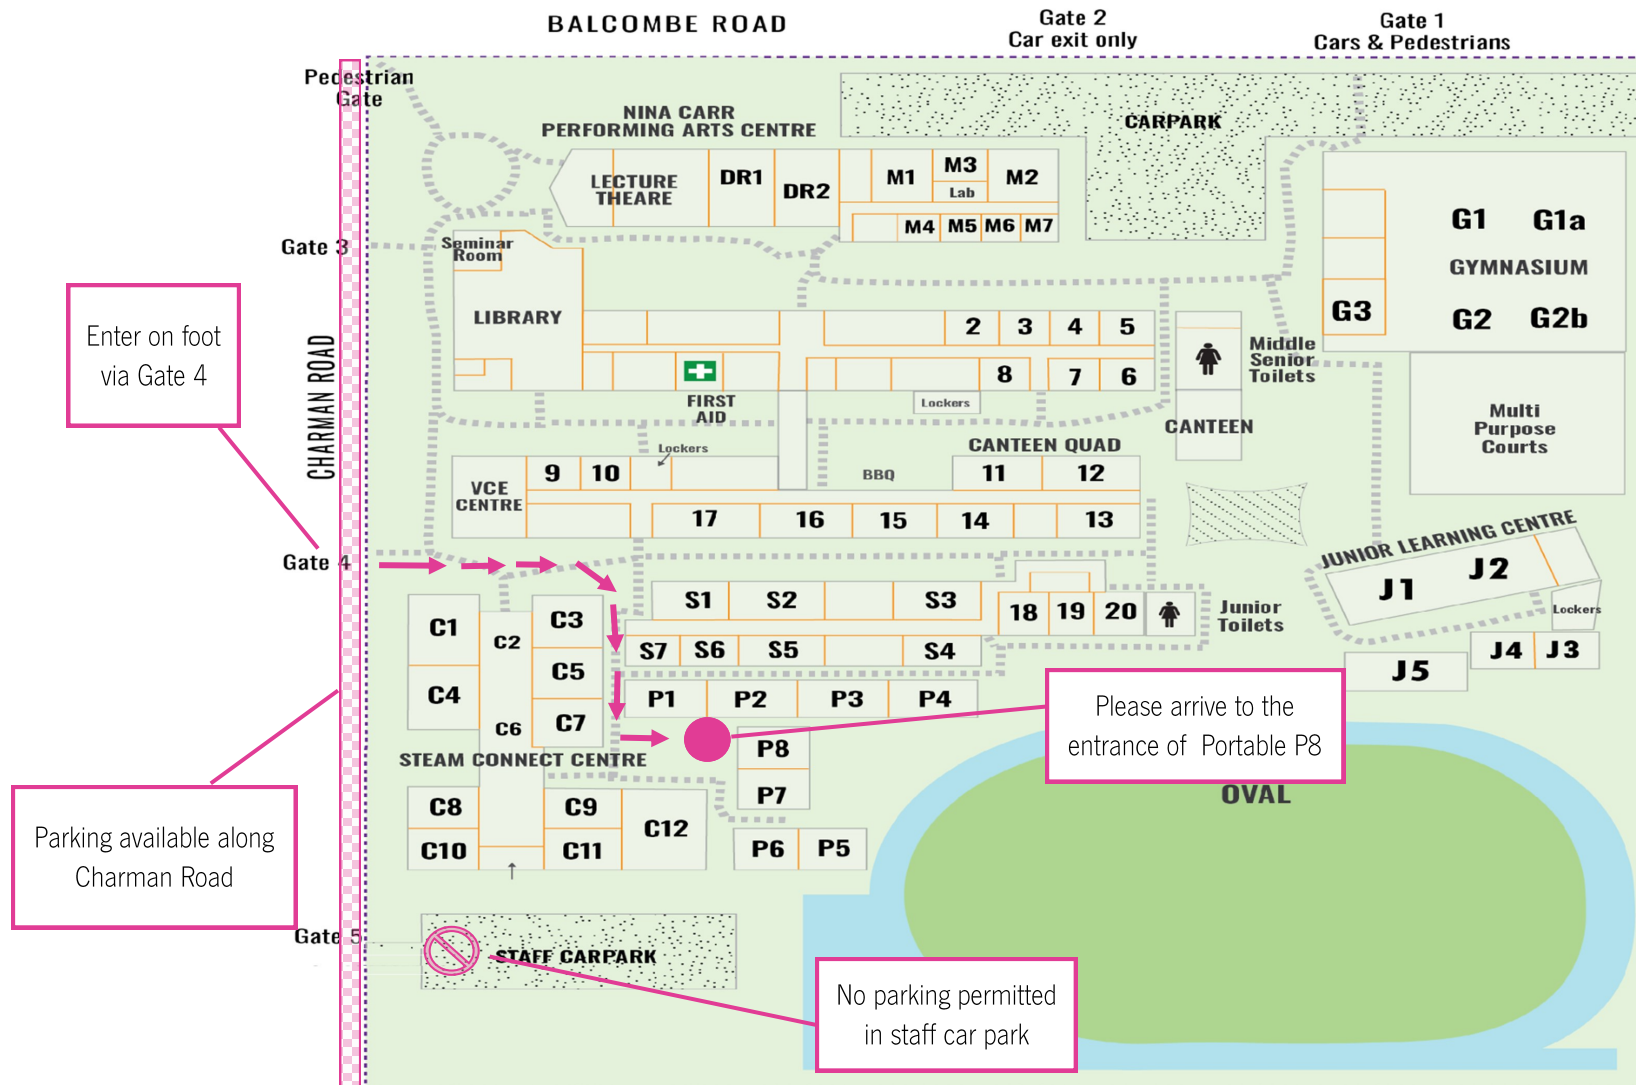 BALCOMBE ROAD
Gate 2
Car exit only
Gate 1
Cars & Pedestrians
Pedestrian
Gate
NINA CARR
PERFORMING ARTS CENTRE
CARPARK
LECTURE
THEARE
DR1
DR2
M1
M3
Lab
M2
M4
M5
M6
M7
G1
G1a
GYMNASIUM
G3
G2
G2b
Gate 3
Seminar
Room
LIBRARY
2
3
4
5
8
7
6
FIRST
AID
Lockers
Middle
Senior
Toilets
CANTEEN
Multi
Purpose
Courts
Enter on foot
via Gate 4
CHARMAN ROAD
Lockers
CANTEEN QUAD
BBQ
VCE
CENTRE
9
10
11
12
17
16
15
14
13
Gate 4
JUNIOR LEARNING CENTRE
J1
J2
Lockers
J4
J3
J5
C1
C2
C3
C4
C5
C6
C7
S1
S2
S3
S7
S6
S5
S4
18
19
20
Junior
Toilets
P1
P2
P3
P4
Please arrive to the
entrance of Portable P8
P8
P7
STEAM CONNECT CENTRE
OVAL
C8
C9
C10
C11
C12
P6
P5
Parking available along
Charman Road
Gate 5
STAFF CARPARK
No parking permitted
in staff car park